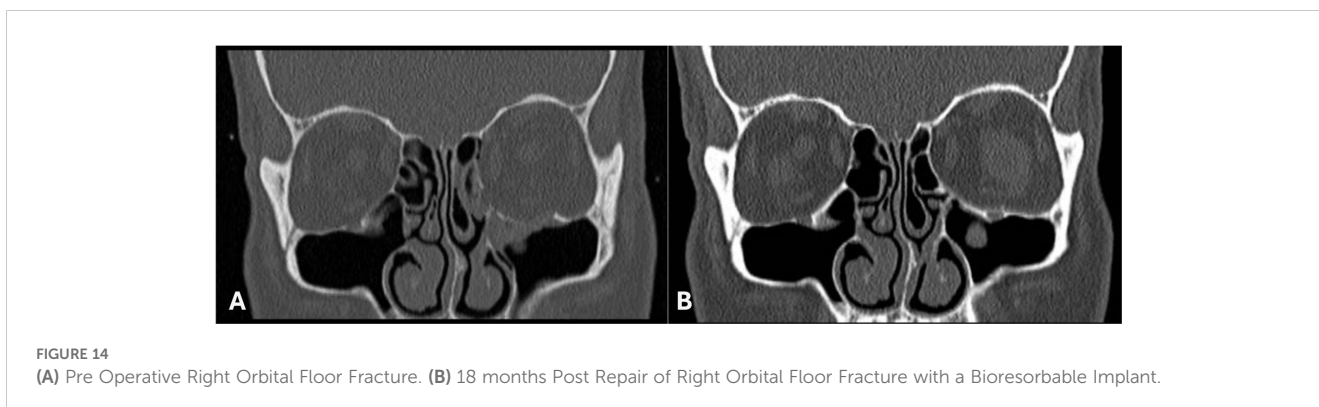 A
B
FIGURE 14
(A) Pre Operative Right Orbital Floor Fracture. (B) 18 months Post Repair of Right Orbital Floor Fracture with a Bioresorbable Implant.